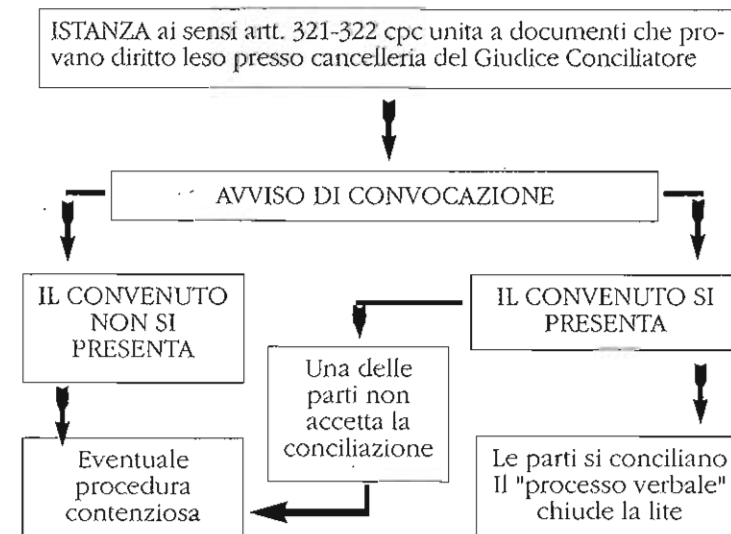 ISTANZA ai sensi artt. 321-322 cpc unita a documenti che pro-
vano diritto leso presso cancelleria del Giudice Conciliatore
AVVISO DI CONVOCAZIONE
IL CONVENUTO
NON SI
PRESENTA
IL CONVENUTO SI
PRESENTA
Una delle
parti non
accetta la
conciliazione
Eventuale
procedura
contenziosa
Le parti si conciliano
Il "processo verbale"
chiude la lite